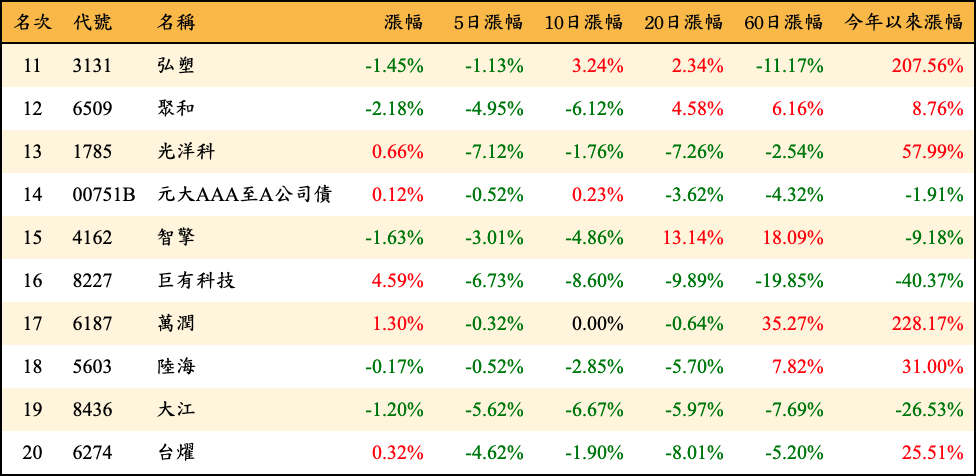 名次 代號 名稱 漲幅 5日漲幅 10日漲幅 20日漲幅 60日漲幅 今年以來漲幅
11 3131 弘塑 -1.45% -1.13% 3.24% 2.34% -11.17% 207.56%
12 6509 聚和 -2.18% -4.95% -6.12% 4.58% 6.16% 8.76%
13 1785 光洋科 0.66% -7.12% -1.76% -7.26% -2.54% 57.99%
14 00751B 元大AAA至A公司債 0.12% -0.52% 0.23% -3.62% -4.32% -1.91%
15 4162 智擎 -1.63% -3.01% -4.86% 13.14% 18.09% -9.18%
16 8227 巨有科技 4.59% -6.73% -8.60% -9.89% -19.85% -40.37%
17 6187 萬潤 1.30% -0.32% 0.00% -0.64% 35.27% 228.17%
18 5603 陸海 -0.17% -0.52% -2.85% -5.70% 7.82% 31.00%
19 8436 大江 -1.20% -5.62% -6.67% -5.97% -7.69% -26.53%
20 6274 台燿 0.32% -4.62% -1.90% -8.01% -5.20% 25.51%